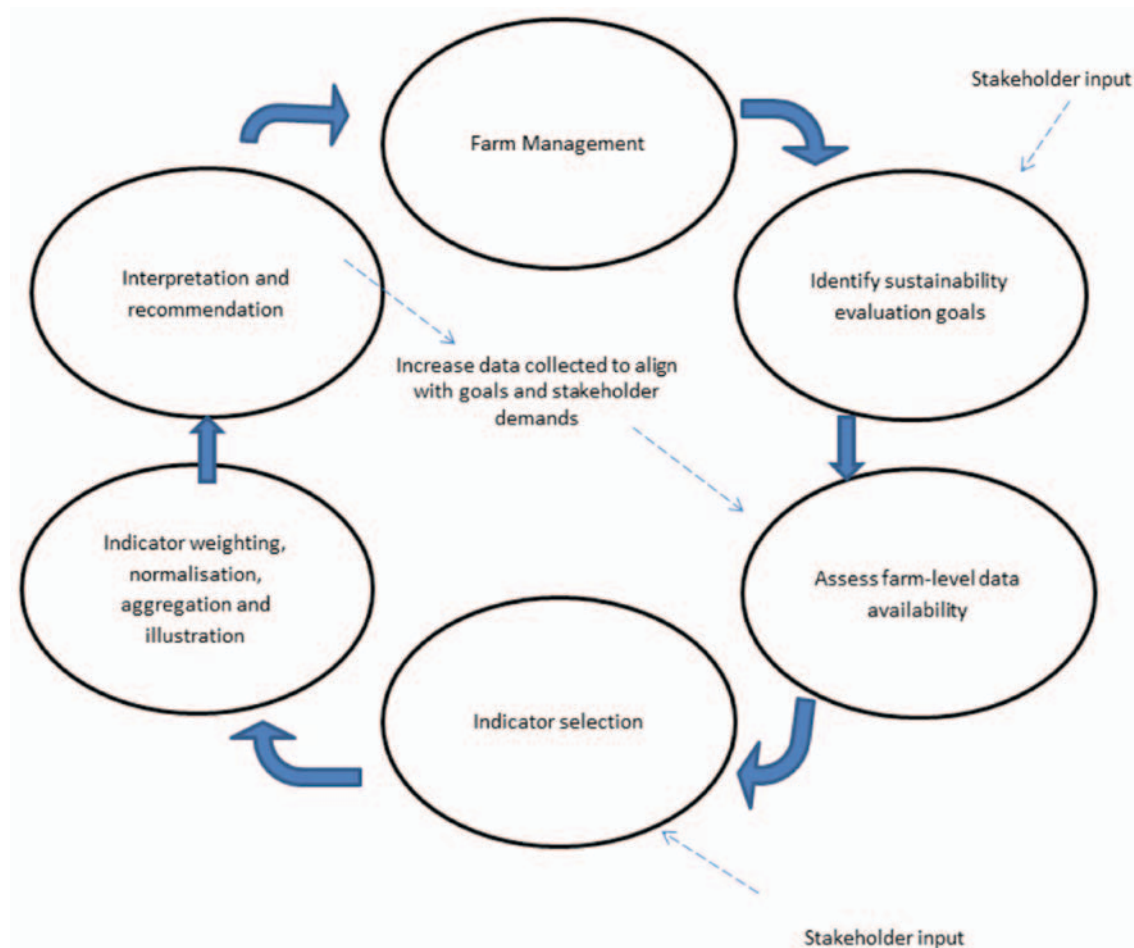 Farm Management
Stakeholder input
Identify sustainability
evaluation goals
Interpretation and
recommendation
Increase data collected to align
with goals and stakeholder
demands
Assess farm-level data
availability
Indicator weighting,
normalisation,
aggregation and
illustration
Indicator selection
Stakeholder input